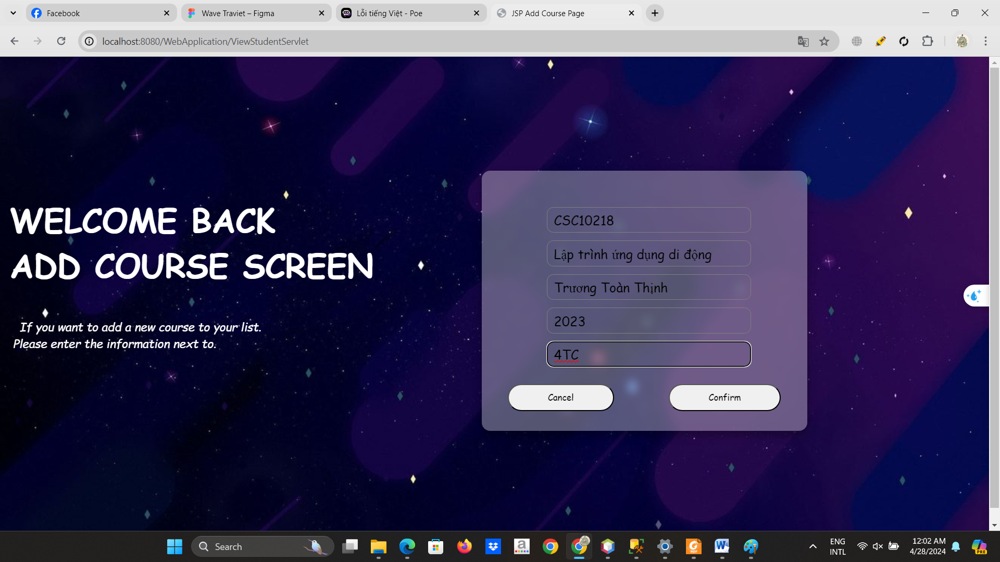 Facebook
Wave Traviet – Figma
Lỗi tiếng Việt - Poe
JSP Add Course Page
localhost:8080/WebApplication/ViewStudentServlet
WELCOME BACK
ADD COURSE SCREEN
If you want to add a new course to your list.
Please enter the information next to.
CSC10218
Lập trình ứng dụng di động
Trương Toàn Thịnh
2023
4TC
Cancel
Confirm
Search
ENG
INTL
12:02 AM
4/28/2024
PRE